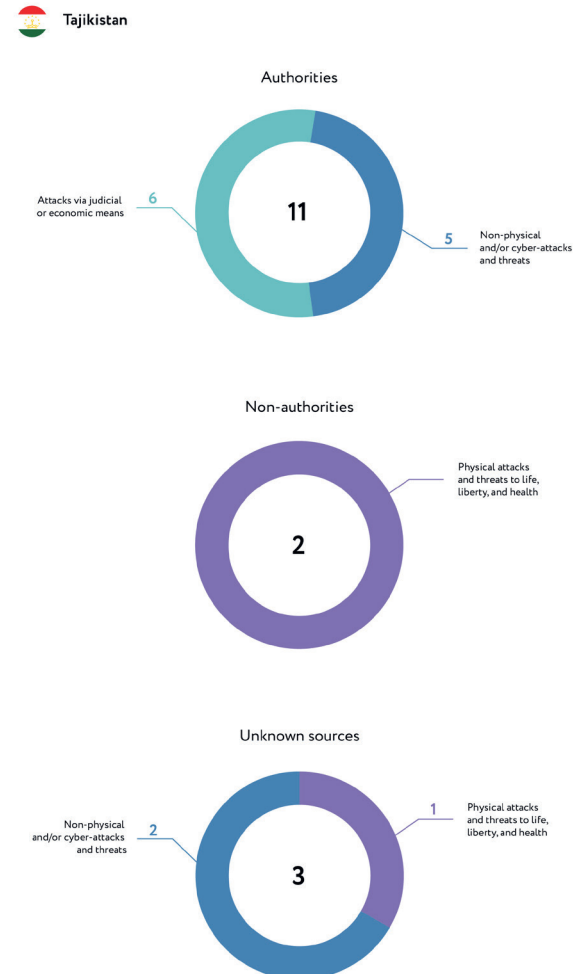 Tajikistan
Authorities
6
Attacks via judicial
or economic means
11
5
Non-physical
and/or cyber-attacks
and threats
Non-authorities
Physical attacks
and threats to life,
liberty, and health
2
Unknown sources
2
Non-physical
and/or cyber-attacks
and threats
3
1
Physical attacks
and threats to life,
liberty, and health